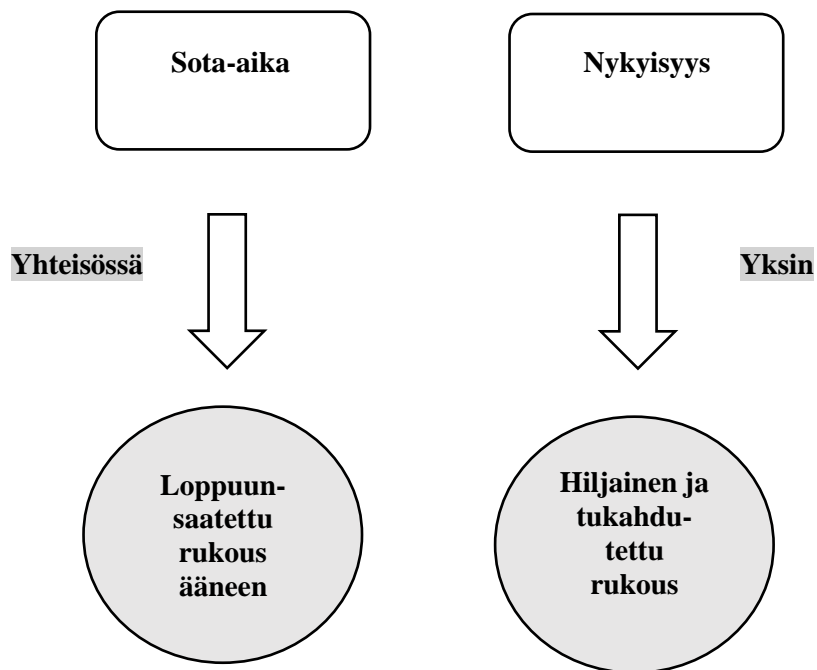 Sota-aika
Nykyisyys
Yhteisössä
Yksin
Loppuun-
saatettu
rukous
ääneen
Hiljainen ja
tukahdu-
tettu
rukous